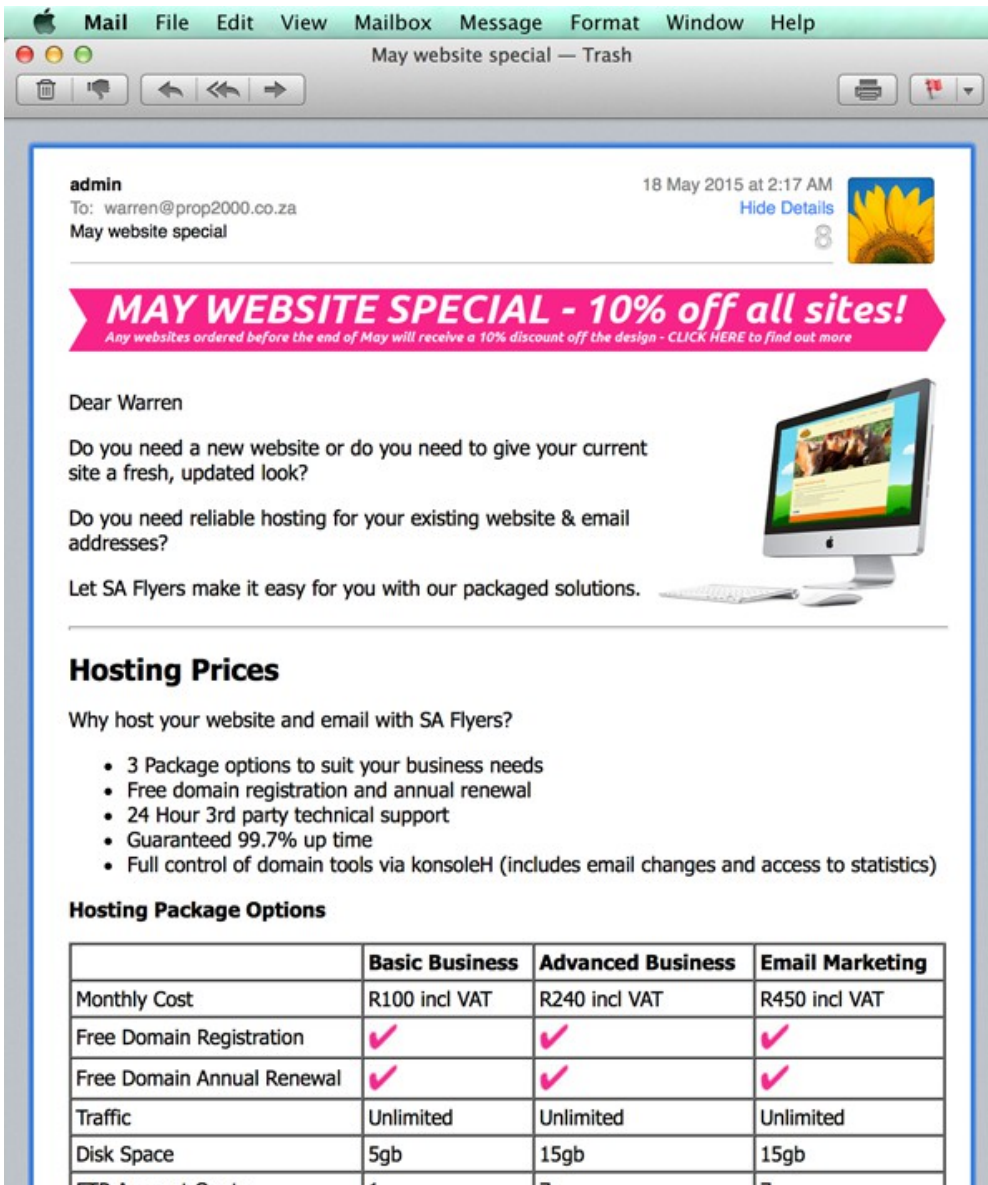 Mail File Edit View Mailbox Message Format Window Help
May website special — Trash
admin
18 May 2015 at 2:17 AM
To: warren@prop2000.co.za
Hide Details
May website special
8
MAY WEBSITE SPECIAL - 10% off all sites!
Any websites ordered before the end of May will receive a 10% discount off the design - CLICK HERE to find out more
Dear Warren
Do you need a new website or do you need to give your current
site a fresh, updated look?
Do you need reliable hosting for your existing website & email
addresses?
Let SA Flyers make it easy for you with our packaged solutions.
Hosting Prices
Why host your website and email with SA Flyers?
• 3 Package options to suit your business needs
• Free domain registration and annual renewal
• 24 Hour 3rd party technical support
• Guaranteed 99.7% up time
• Full control of domain tools via konsoleH (includes email changes and access to statistics)
Hosting Package Options
Basic Business Advanced Business Email Marketing
Monthly Cost R100 incl VAT R240 incl VAT R450 incl VAT
Free Domain Registration ✔ ✔ ✔
Free Domain Annual Renewal ✔ ✔ ✔
Traffic Unlimited Unlimited Unlimited
Disk Space 5gb 15gb 15gb